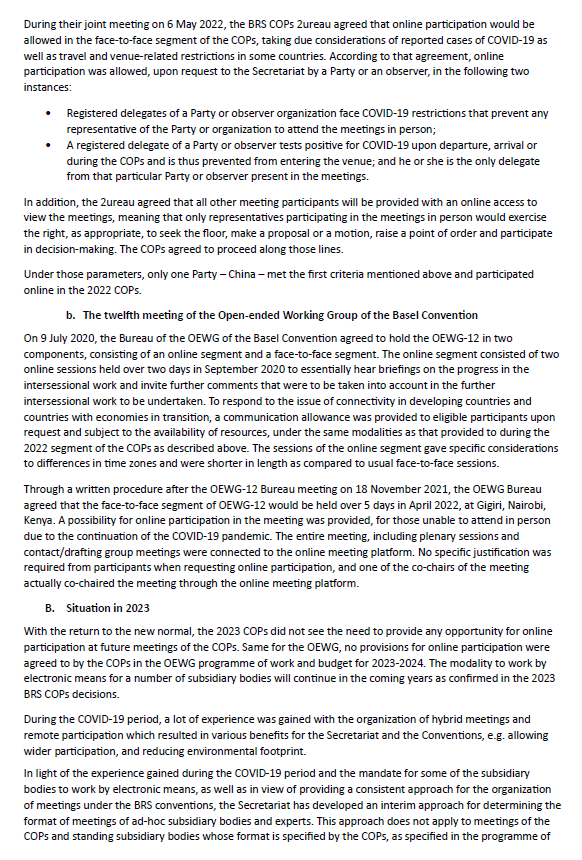 During their joint meeting on 6 May 2022, the BRS COPs 2ureau agreed that online participation would be
allowed in the face-to-face segment of the COPs, taking due considerations of reported cases of COVID-19 as
well as travel and venue-related restrictions in some countries. According to that agreement, online
participation was allowed, upon request to the Secretariat by a Party or an observer, in the following two
instances:
• Registered delegates of a Party or observer organization face COVID-19 restrictions that prevent any
representative of the Party or organization to attend the meetings in person;
• A registered delegate of a Party or observer tests positive for COVID-19 upon departure, arrival or
during the COPs and is thus prevented from entering the venue; and he or she is the only delegate
from that particular Party or observer present in the meetings.
In addition, the 2ureau agreed that all other meeting participants will be provided with an online access to
view the meetings, meaning that only representatives participating in the meetings in person would exercise
the right, as appropriate, to seek the floor, make a proposal or a motion, raise a point of order and participate
in decision-making. The COPs agreed to proceed along those lines.
Under those parameters, only one Party – China – met the first criteria mentioned above and participated
online in the 2022 COPs.
b. The twelfth meeting of the Open-ended Working Group of the Basel Convention
On 9 July 2020, the Bureau of the OEWG of the Basel Convention agreed to hold the OEWG-12 in two
components, consisting of an online segment and a face-to-face segment. The online segment consisted of two
online sessions held over two days in September 2020 to essentially hear briefings on the progress in the
intersessional work and invite further comments that were to be taken into account in the further
intersessional work to be undertaken. To respond to the issue of connectivity in developing countries and
countries with economies in transition, a communication allowance was provided to eligible participants upon
request and subject to the availability of resources, under the same modalities as that provided to during the
2022 segment of the COPs as described above. The sessions of the online segment gave specific considerations
to differences in time zones and were shorter in length as compared to usual face-to-face sessions.
Through a written procedure after the OEWG-12 Bureau meeting on 18 November 2021, the OEWG Bureau
agreed that the face-to-face segment of OEWG-12 would be held over 5 days in April 2022, at Gigiri, Nairobi,
Kenya. A possibility for online participation in the meeting was provided, for those unable to attend in person
due to the continuation of the COVID-19 pandemic. The entire meeting, including plenary sessions and
contact/drafting group meetings were connected to the online meeting platform. No specific justification was
required from participants when requesting online participation, and one of the co-chairs of the meeting
actually co-chaired the meeting through the online meeting platform.
B. Situation in 2023
With the return to the new normal, the 2023 COPs did not see the need to provide any opportunity for online
participation at future meetings of the COPs. Same for the OEWG, no provisions for online participation were
agreed to by the COPs in the OEWG programme of work and budget for 2023-2024. The modality to work by
electronic means for a number of subsidiary bodies will continue in the coming years as confirmed in the 2023
BRS COPs decisions.
During the COVID-19 period, a lot of experience was gained with the organization of hybrid meetings and
remote participation which resulted in various benefits for the Secretariat and the Conventions, e.g. allowing
wider participation, and reducing environmental footprint.
In light of the experience gained during the COVID-19 period and the mandate for some of the subsidiary
bodies to work by electronic means, as well as in view of providing a consistent approach for the organization
of meetings under the BRS conventions, the Secretariat has developed an interim approach for determining the
format of meetings of ad-hoc subsidiary bodies and experts. This approach does not apply to meetings of the
COPs and standing subsidiary bodies whose format is specified by the COPs, as specified in the programme of